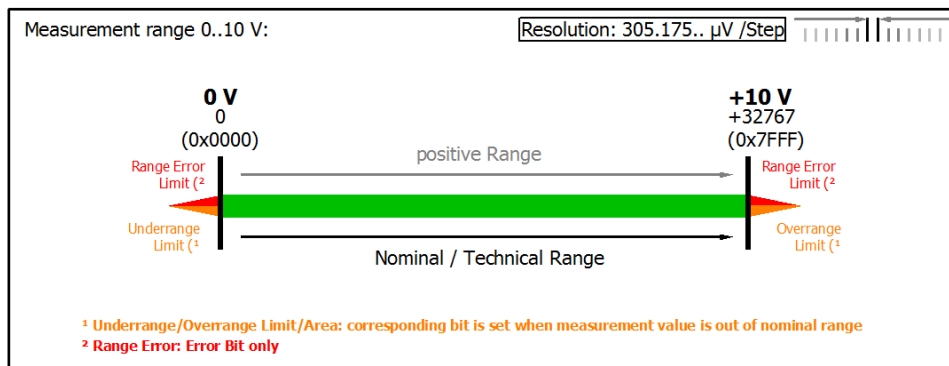 Measurement range 0..10 V:
Resolution: 305.175.. µV /Step
0 V
0
(0x0000)
+10 V
+32767
(0x7FFF)
Range Error
Limit (²
positive Range
Range Error
Limit (²
Underrange
Limit (¹
Overrange
Limit (¹
Nominal / Technical Range
¹ Underrange/Overrange Limit/Area: corresponding bit is set when measurement value is out of nominal range
² Range Error: Error Bit only